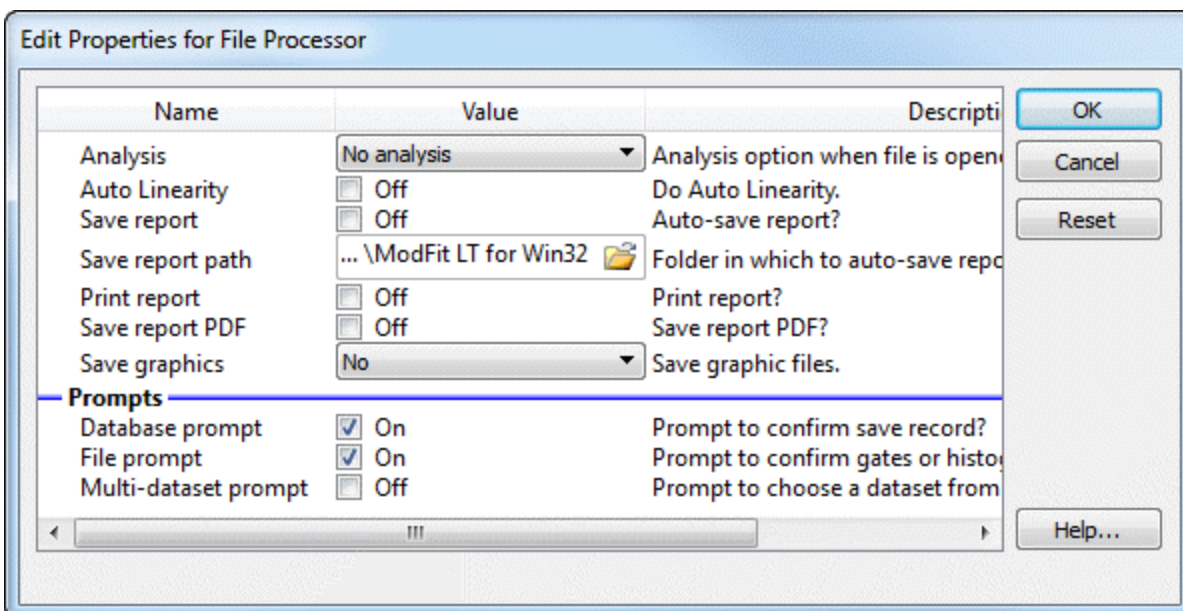 Edit Properties for File Processor
Name Value Descripti
Analysis No analysis Analysis option when file is opene
Auto Linearity Off Do Auto Linearity.
Save report Off Auto-save report?
Save report path ... \ModFit LT for Win32 Folder in which to auto-save repo
Print report Off Print report?
Save report PDF Off Save report PDF?
Save graphics No Save graphic files.
Prompts
Database prompt On Prompt to confirm save record?
File prompt On Prompt to confirm gates or histog
Multi-dataset prompt Off Prompt to choose a dataset from
OK
Cancel
Reset
Help...